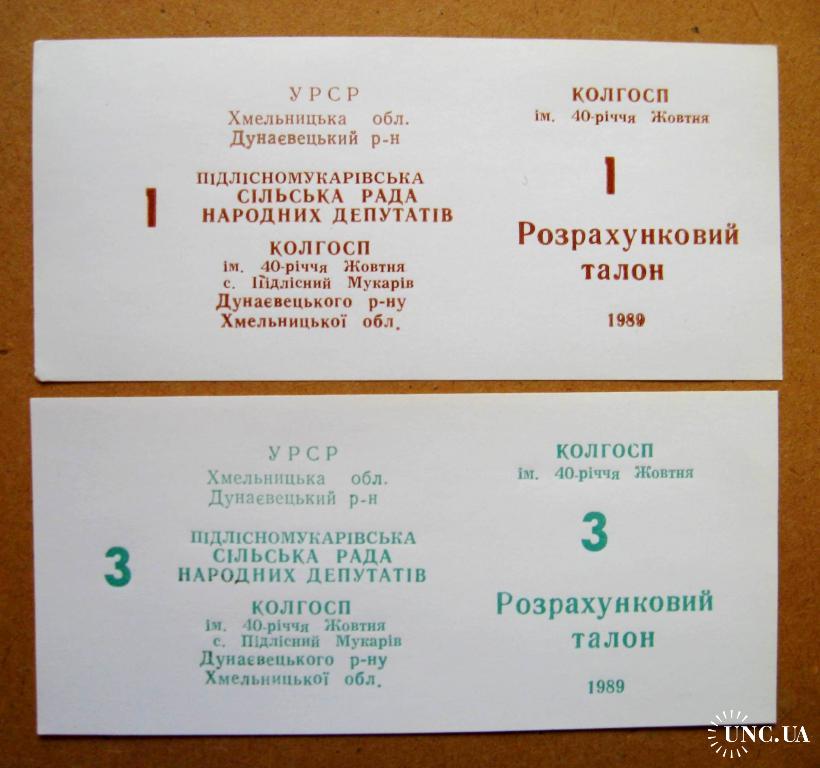 УРСР
Хмельницька обл.
Дунаєвецький р-н
1
ПІДЛІСНОМУКАРІВСЬКА
СІЛЬСЬКА РАДА
НАРОДНИХ ДЕПУТАТІВ
КОЛГОСП
ім. 40-річчя Жовтня
с. Підлісний Мукарів
Дунаєвецького р-ну
Хмельницької обл.
КОЛГОСП
ім. 40-річчя Жовтня
1
Розрахунковий
талон
1989
УРСР
Хмельницька обл.
Дунаєвецький р-н
3
ПІДЛІСНОМУКАРІВСЬКА
СІЛЬСЬКА РАДА
НАРОДНИХ ДЕПУТАТІВ
КОЛГОСП
ім. 40-річчя Жовтня
с. Підлісний Мукарів
Дунаєвецького р-ну
Хмельницької обл.
КОЛГОСП
ім. 40-річчя Жовтня
3
Розрахунковий
талон
1989
UNC.UA